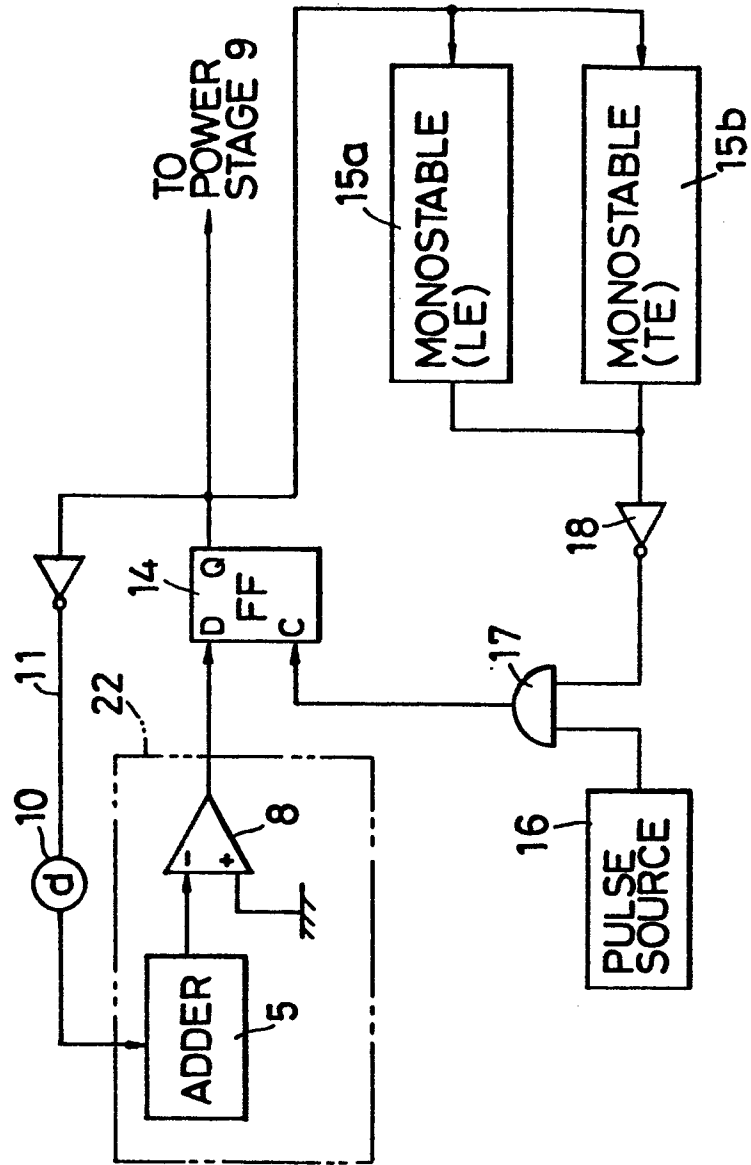 TO
POWER
STAGE 9
15a
MONOSTABLE
(LE)
MONOSTABLE
(TE)
15b
11
14
D Q
FF
C
18
22
10
d
-
+
8
17
ADDER
5
16
PULSE
SOURCE